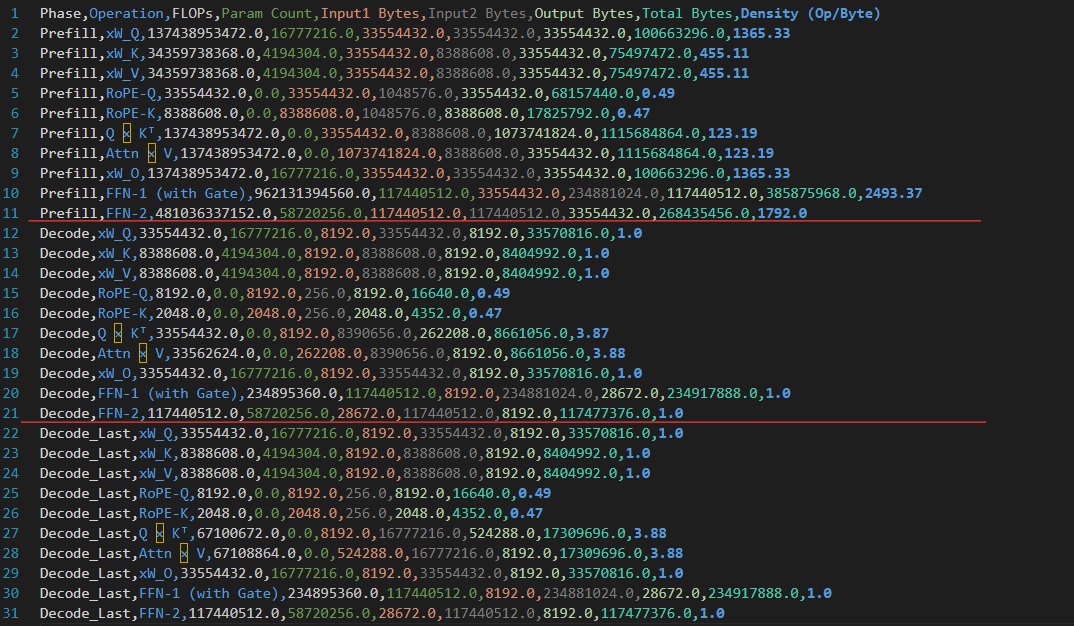 1 Phase,Operation,FLOPs,Param Count,Input1 Bytes,Input2 Bytes,Output Bytes,Total Bytes,Density (Op/Byte)
2 Prefill,xW_Q,137438953472.0,16777216.0,33554432.0,33554432.0,33554432.0,100663296.0,1365.33
3 Prefill,xW_K,34359738368.0,4194304.0,33554432.0,8388608.0,33554432.0,75497472.0,455.11
4 Prefill,xW_V,34359738368.0,4194304.0,33554432.0,8388608.0,33554432.0,75497472.0,455.11
5 Prefill,RoPE-Q,33554432.0,0.0,33554432.0,1048576.0,33554432.0,68157440.0,0.49
6 Prefill,RoPE-K,8388608.0,0.0,8388608.0,1048576.0,8388608.0,17825792.0,0.47
7 Prefill,Q × Kᵀ,137438953472.0,0.0,33554432.0,8388608.0,1073741824.0,1115684864.0,123.19
8 Prefill,Attn × V,137438953472.0,0.0,1073741824.0,8388608.0,33554432.0,1115684864.0,123.19
9 Prefill,xW_O,137438953472.0,16777216.0,33554432.0,33554432.0,33554432.0,100663296.0,1365.33
10 Prefill,FFN-1 (with Gate),962131394560.0,117440512.0,33554432.0,234881024.0,117440512.0,385875968.0,2493.37
11 Prefill,FFN-2,481036337152.0,58720256.0,117440512.0,117440512.0,33554432.0,268435456.0,1792.0
12 Decode,xW_Q,33554432.0,16777216.0,8192.0,33554432.0,8192.0,33570816.0,1.0
13 Decode,xW_K,8388608.0,4194304.0,8192.0,8388608.0,8192.0,8404992.0,1.0
14 Decode,xW_V,8388608.0,4194304.0,8192.0,8388608.0,8192.0,8404992.0,1.0
15 Decode,RoPE-Q,8192.0,0.0,8192.0,256.0,8192.0,16640.0,0.49
16 Decode,RoPE-K,2048.0,0.0,2048.0,256.0,2048.0,4352.0,0.47
17 Decode,Q × Kᵀ,33554432.0,0.0,8192.0,8390656.0,262208.0,8661056.0,3.87
18 Decode,Attn × V,33562624.0,0.0,262208.0,8390656.0,8192.0,8661056.0,3.88
19 Decode,xW_O,33554432.0,16777216.0,8192.0,33554432.0,8192.0,33570816.0,1.0
20 Decode,FFN-1 (with Gate),234895360.0,117440512.0,8192.0,234881024.0,28672.0,234917888.0,1.0
21 Decode,FFN-2,117440512.0,58720256.0,28672.0,117440512.0,8192.0,117477376.0,1.0
22 Decode_Last,xW_Q,33554432.0,16777216.0,8192.0,33554432.0,8192.0,33570816.0,1.0
23 Decode_Last,xW_K,8388608.0,4194304.0,8192.0,8388608.0,8192.0,8404992.0,1.0
24 Decode_Last,xW_V,8388608.0,4194304.0,8192.0,8388608.0,8192.0,8404992.0,1.0
25 Decode_Last,RoPE-Q,8192.0,0.0,8192.0,256.0,8192.0,16640.0,0.49
26 Decode_Last,RoPE-K,2048.0,0.0,2048.0,256.0,2048.0,4352.0,0.47
27 Decode_Last,Q × Kᵀ,67100672.0,0.0,8192.0,16777216.0,524288.0,17309696.0,3.88
28 Decode_Last,Attn × V,67108864.0,0.0,524288.0,16777216.0,8192.0,17309696.0,3.88
29 Decode_Last,xW_O,33554432.0,16777216.0,8192.0,33554432.0,8192.0,33570816.0,1.0
30 Decode_Last,FFN-1 (with Gate),234895360.0,117440512.0,8192.0,234881024.0,28672.0,234917888.0,1.0
31 Decode_Last,FFN-2,117440512.0,58720256.0,28672.0,117440512.0,8192.0,117477376.0,1.0